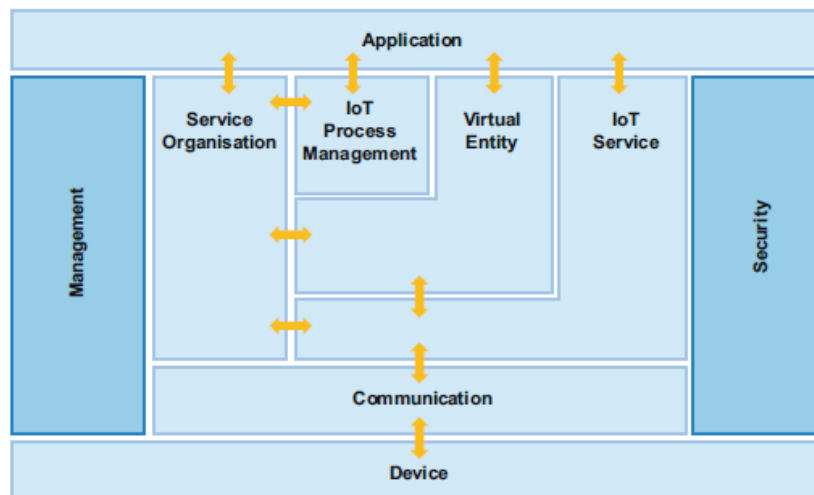 Application
Management
Service
Organisation
IoT
Process
Management
Virtual
Entity
IoT
Service
Security
Communication
Device